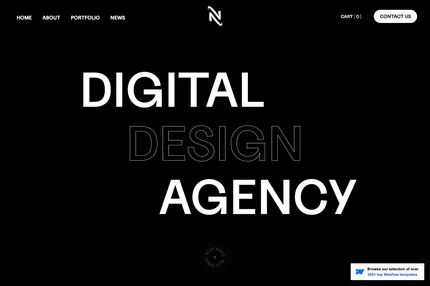 HOME ABOUT PORTFOLIO NEWS
CART [ 0 ]
CONTACT US
DIGITAL
DESIGN
AGENCY
Browse our selection of over
300+ top Webflow templates